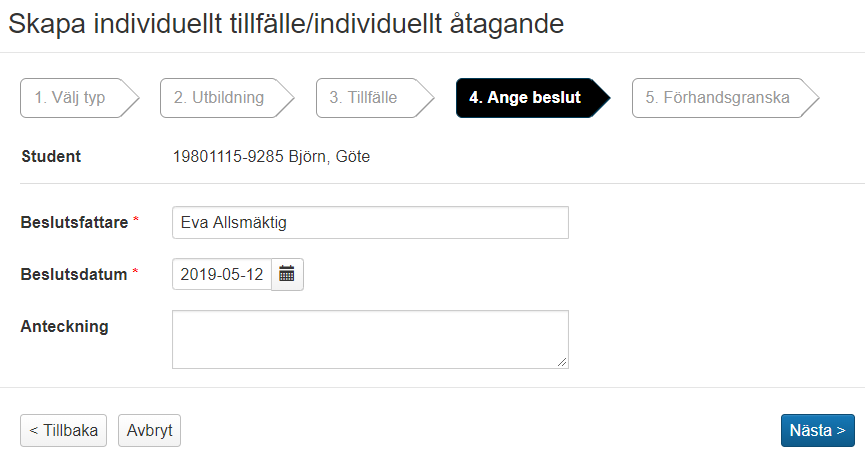 Skapa individuellt tillfälle/individuellt åtagande
1. Välj typ 2. Utbildning 3. Tillfälle 4. Ange beslut 5. Förhandsgranska
Student 19801115-9285 Björn, Göte
Beslutsfattare * Eva Allsmäktig
Beslutsdatum * 2019-05-12
Anteckning
< Tillbaka Avbryt Nästa >